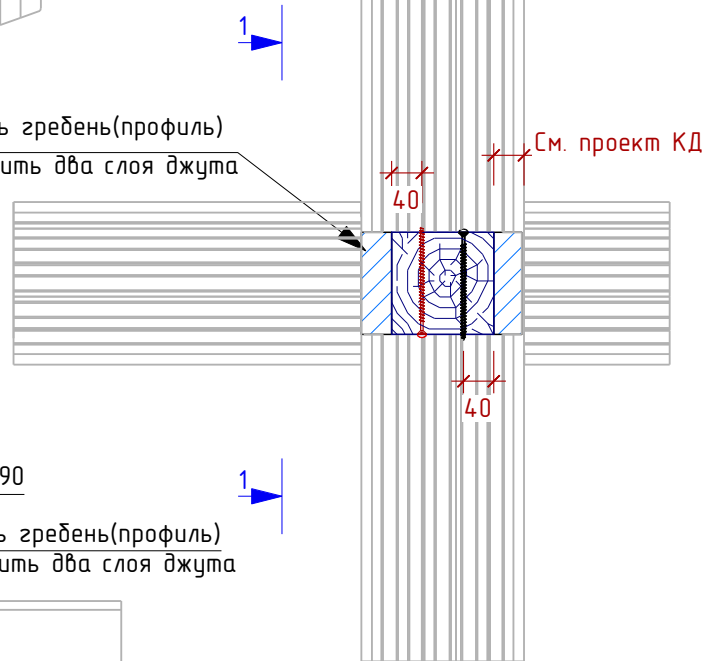 1
ь гребень(профиль)
ить два слоя джута
См. проект КД
40
40
90
1
ь гребень(профиль)
ить два слоя джута